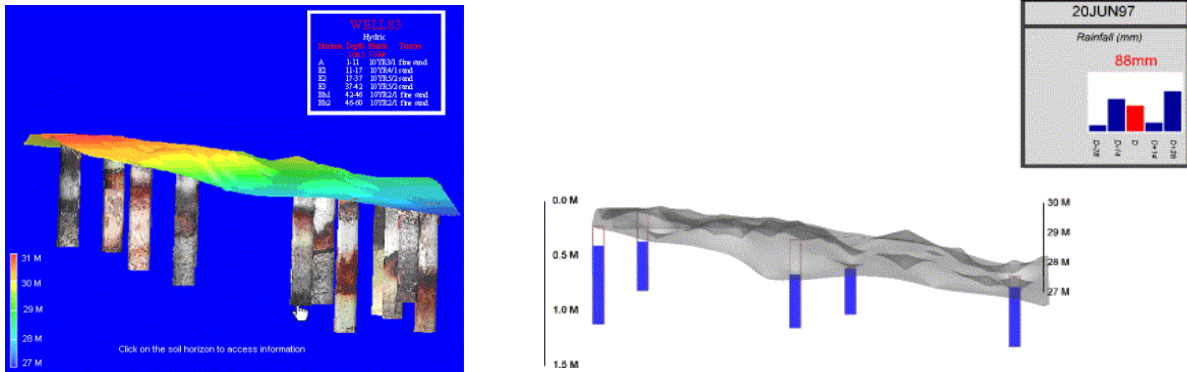 WELL83
Hydric
Horizon Depth Munsi Texture
(cm) Color
A 1-11 10YR3/1 fine sand
E1 11-17 10YR4/1 sand
E2 17-37 10YR5/2 sand
E3 37-42 10YR5/2 sand
Bh1 42-46 10YR2/1 fine sand
Bh2 46-60 10YR2/1 fine sand
31 M
30 M
29 M
28 M
27 M
Click on the soil horizon to access information
20JUN97
Rainfall (mm)
88mm
D-28
D-14
D
D+14
D+28
0.0 M
0.5 M
1.0 M
1.5 M
30 M
29 M
28 M
27 M